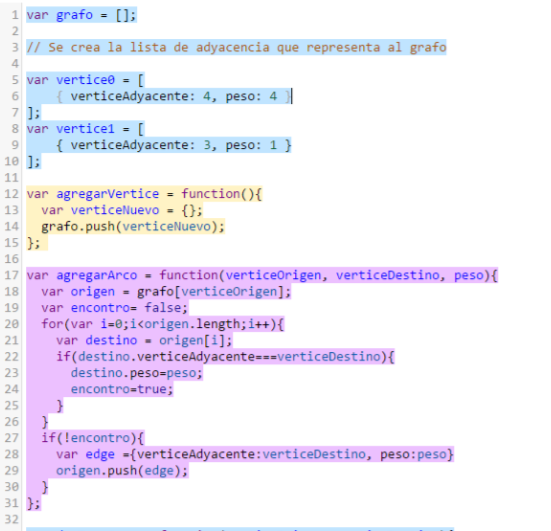 1 var grafo = [];
2
3 // Se crea la lista de adyacencia que representa al grafo
4
5 var vertice0 = [
6     { verticeAdyacente: 4, peso: 4 }
7 ];
8 var vertice1 = [
9     { verticeAdyacente: 3, peso: 1 }
10 ];
11
12 var agregarVertice = function(){
13   var verticeNuevo = {};
14   grafo.push(verticeNuevo);
15 };
16
17 var agregarArco = function(verticeOrigen, verticeDestino, peso){
18   var origen = grafo[verticeOrigen];
19   var encontro= false;
20   for(var i=0;i<origen.length;i++){
21     var destino = origen[i];
22     if(destino.verticeAdyacente===verticeDestino){
23       destino.peso=peso;
24       encontro=true;
25     }
26   }
27   if(!encontro){
28     var edge ={verticeAdyacente:verticeDestino, peso:peso}
29     origen.push(edge);
30   }
31 };
32